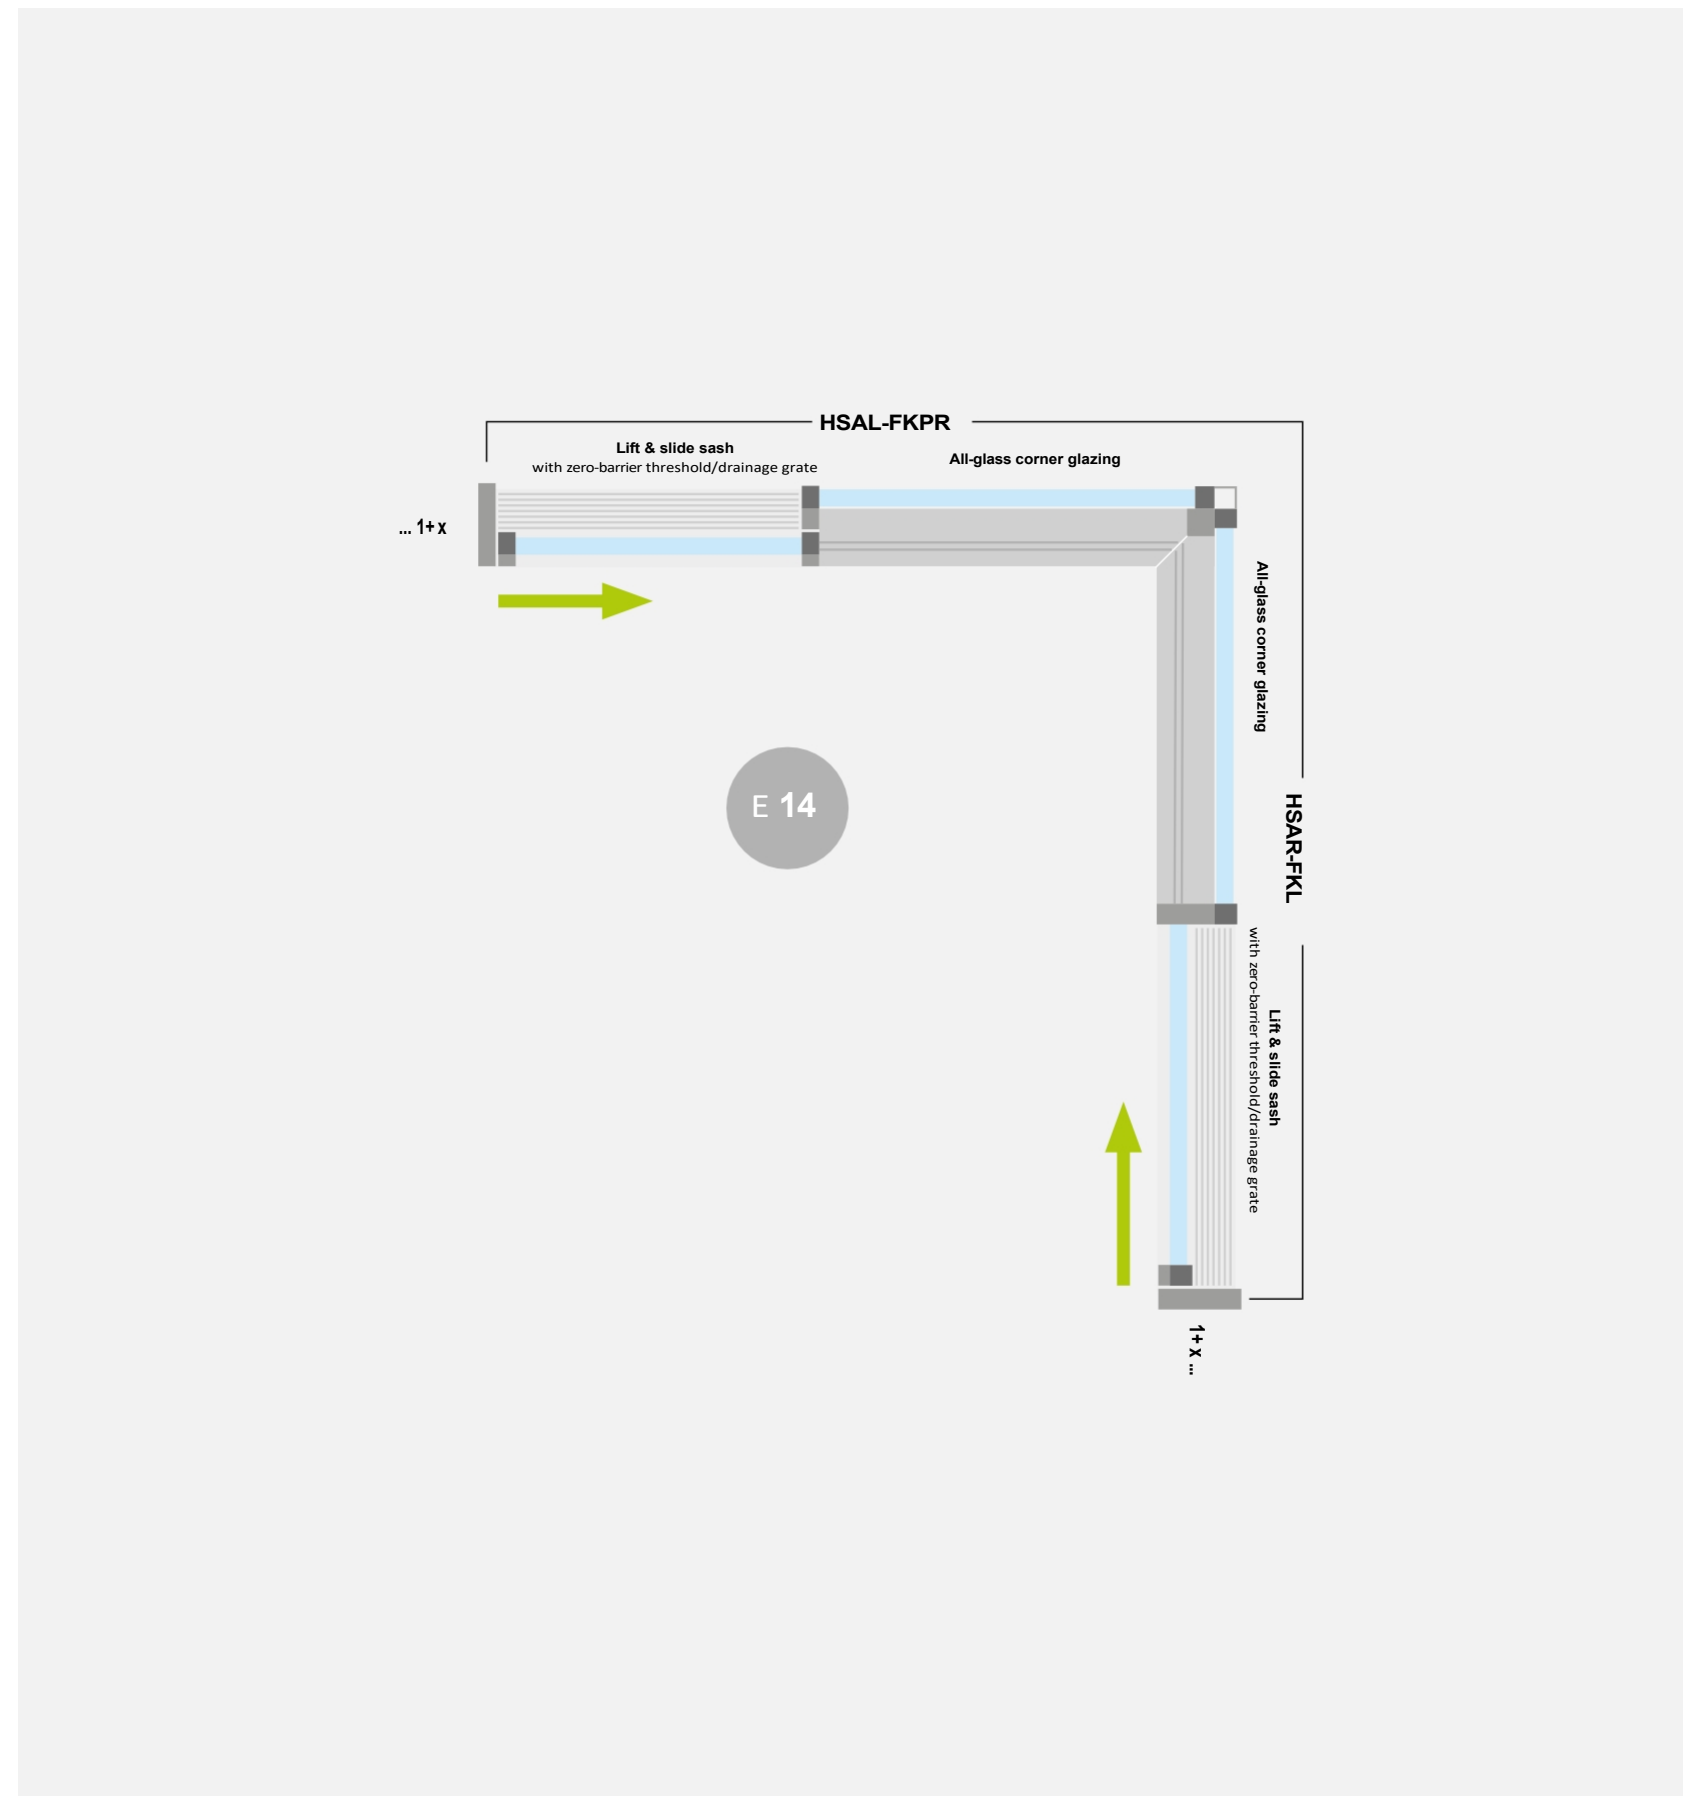 HSAL-FKPR
Lift & slide sash
with zero-barrier threshold/drainage grate
All-glass corner glazing
... 1+ x
All-glass corner glazing
E 14
HSAR-FKL
Lift & slide sash
with zero-barrier threshold/drainage grate
1+ x ...